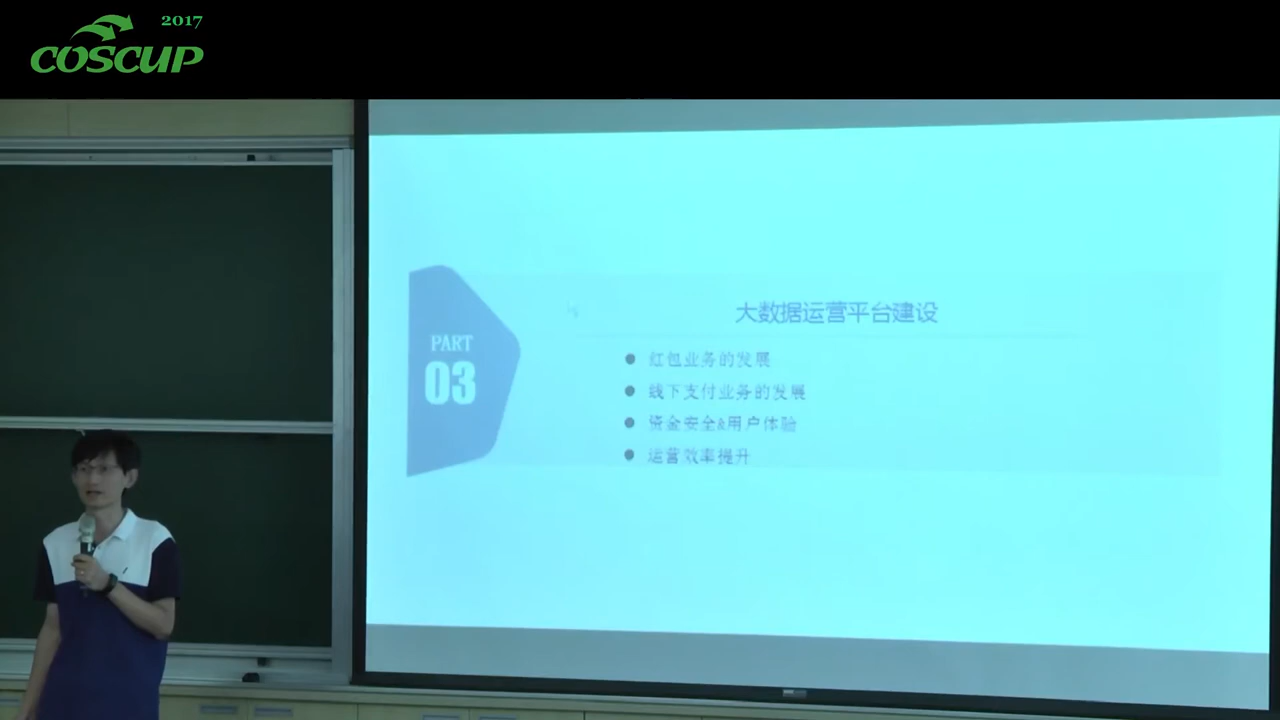 2017
COSCUP
PART
03
大数据运营平台建设
红包业务的发展
线下支付业务的发展
资金安全&用户体验
运营效率提升